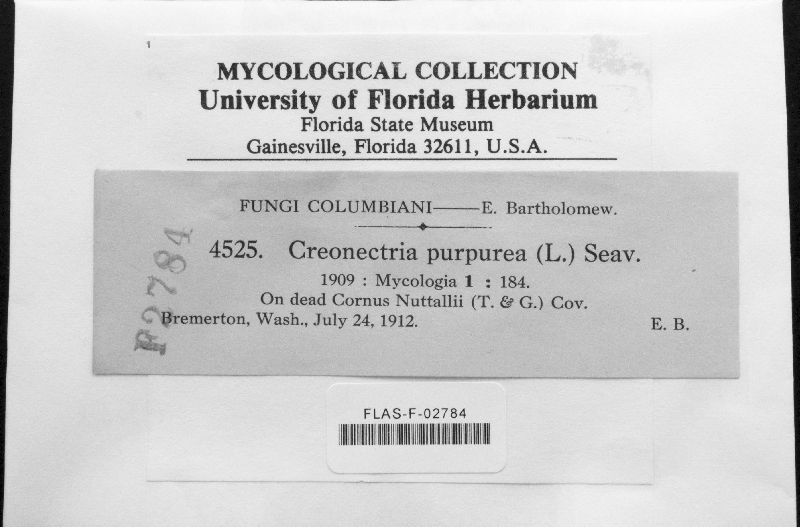 MYCOLOGICAL COLLECTION
University of Florida Herbarium
Florida State Museum
Gainesville, Florida 32611, U.S.A.
FUNGI COLUMBIANI——E. Bartholomew.
4525. Creonectria purpurea (L.) Seav.
1909 : Mycologia 1 : 184.
On dead Cornus Nuttallii (T. & G.) Cov.
Bremerton, Wash., July 24, 1912. E. B.
F2784
FLAS-F-02784